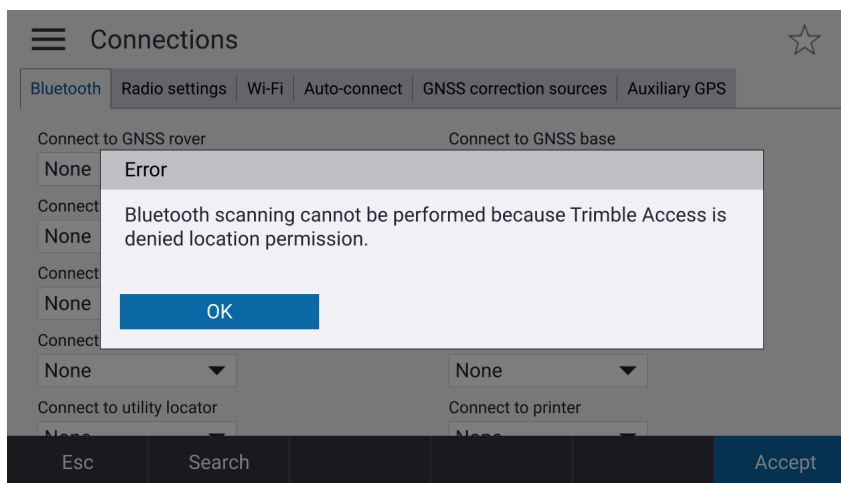 Connections
Bluetooth Radio settings Wi-Fi Auto-connect GNSS correction sources Auxiliary GPS
Connect to GNSS rover Connect to GNSS base
None
Error
Connect
Bluetooth scanning cannot be performed because Trimble Access is
None
denied location permission.
Connect
None
OK
Connect
None None
Connect to utility locator Connect to printer
None None
Esc Search Accept